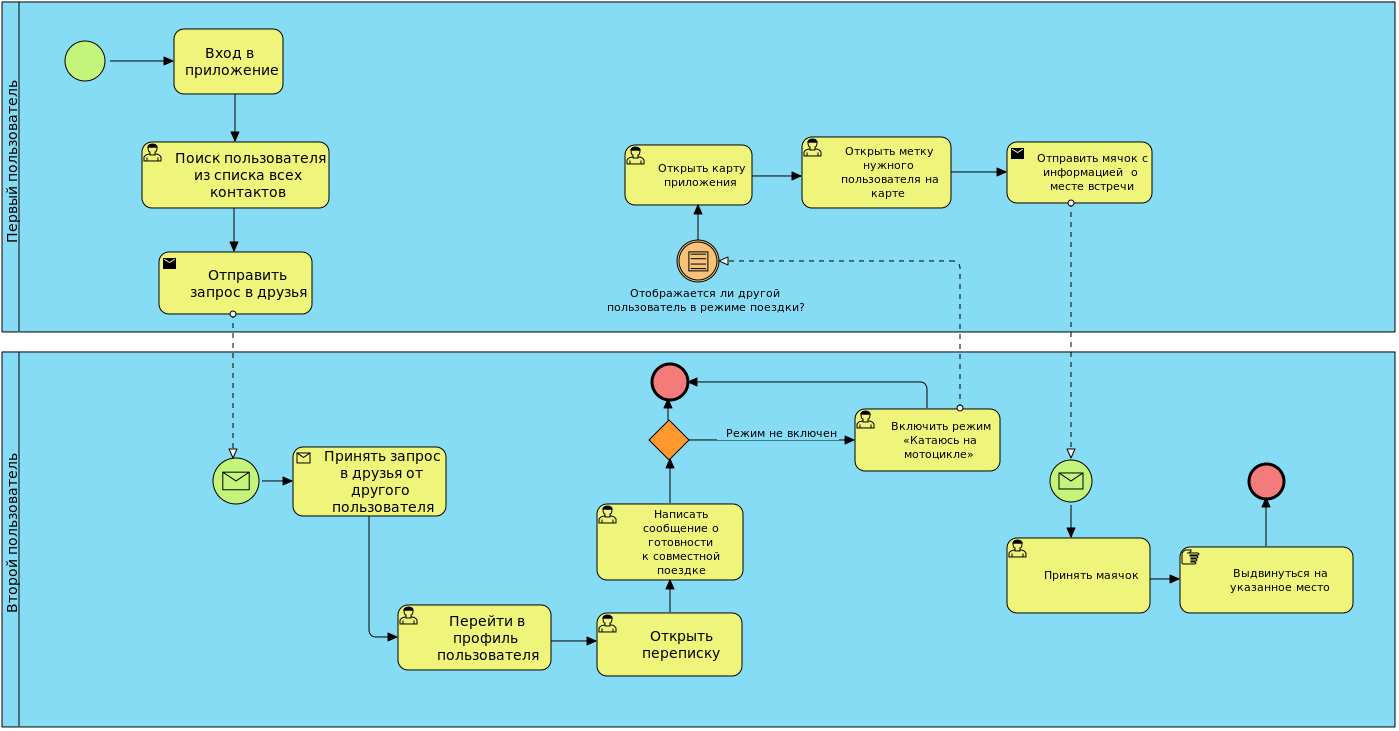 Первый пользователь
Вход в
приложение
Поиск пользователя
из списка всех
контактов
Отправить
запрос в друзья
Открыть карту
приложения
Открыть метку
нужного
пользователя на
карте
Отправить мячок с
информацией о
месте встречи
Отображается ли другой
пользователь в режиме поездки?
Второй пользователь
Принять запрос
в друзья от
другого
пользователя
Перейти в
профиль
пользователя
Открыть
переписку
Написать
сообщение о
готовности
к совместной
поездке
Режим не включен
Включить режим
«Катаюсь на
мотоцикле»
Принять маячок
Выдвинуться на
указанное место